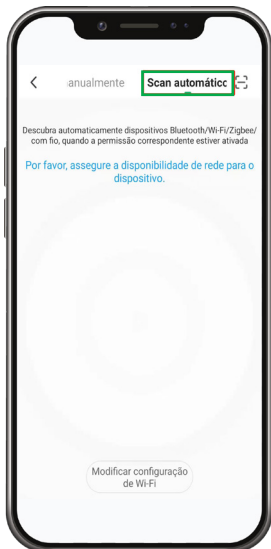 anualmente Scan automátic
Descubra automaticamente dispositivos Bluetooth/Wi-Fi/Zigbee/
com fio, quando a permissão correspondente estiver ativada
Por favor, assegure a disponibilidade de rede para o
dispositivo.
Modificar configuração
de Wi-Fi